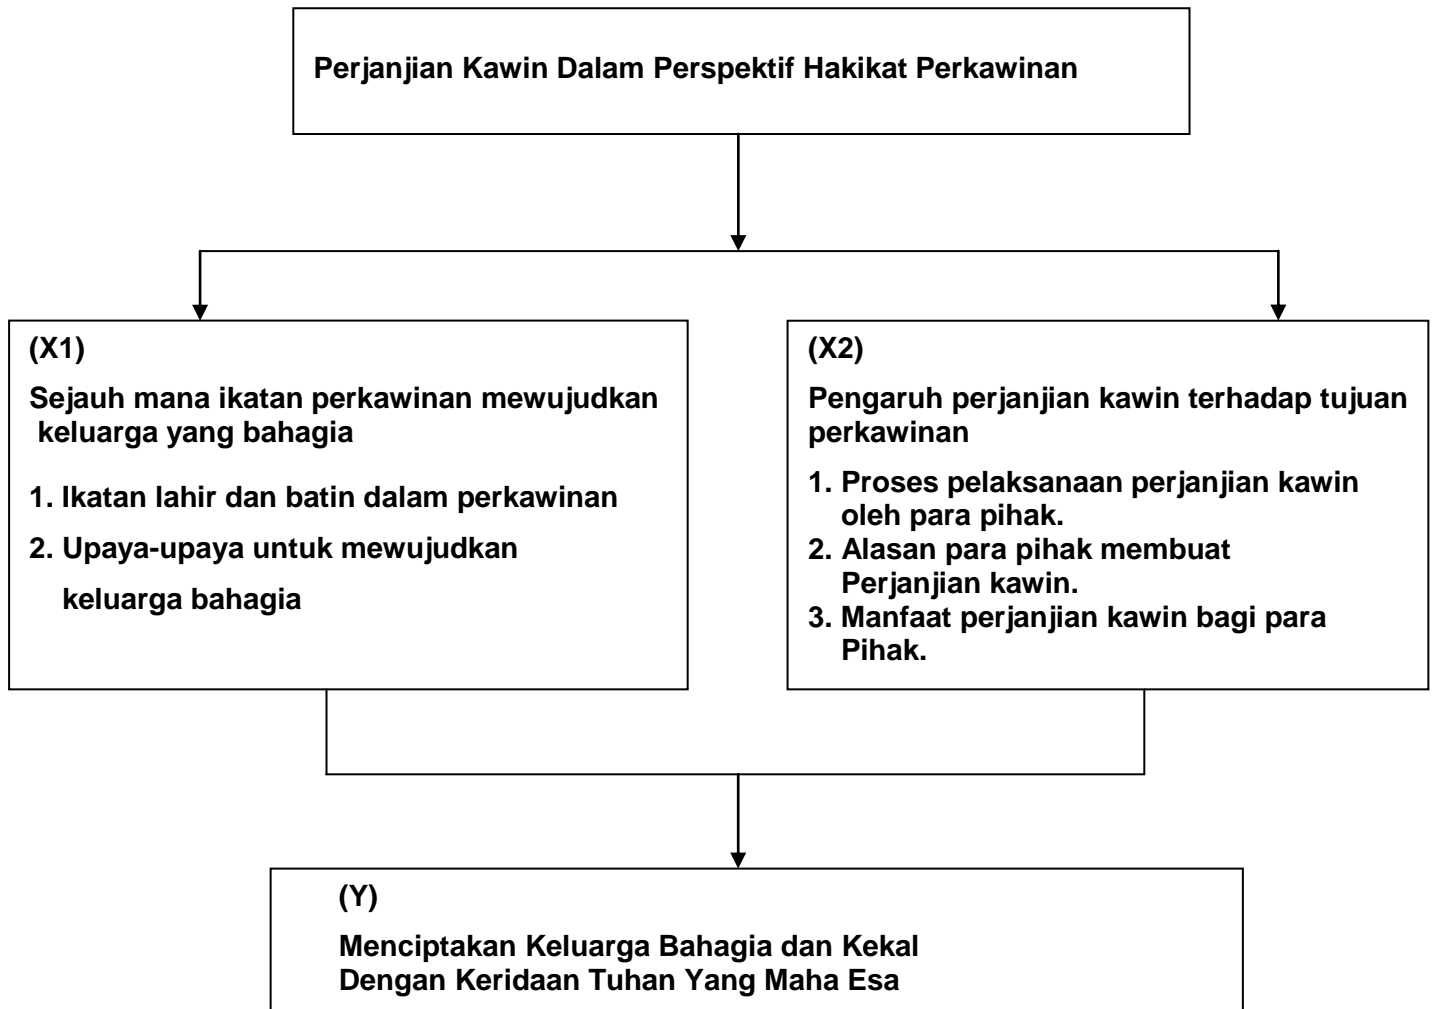 Perjanjian Kawin Dalam Perspektif Hakikat Perkawinan
(X1)
Sejauh mana ikatan perkawinan mewujudkan
keluarga yang bahagia
1. Ikatan lahir dan batin dalam perkawinan
2. Upaya-upaya untuk mewujudkan
keluarga bahagia
(X2)
Pengaruh perjanjian kawin terhadap tujuan
perkawinan
1. Proses pelaksanaan perjanjian kawin
oleh para pihak.
2. Alasan para pihak membuat
Perjanjian kawin.
3. Manfaat perjanjian kawin bagi para
Pihak.
(Y)
Menciptakan Keluarga Bahagia dan Kekal
Dengan Keridaan Tuhan Yang Maha Esa